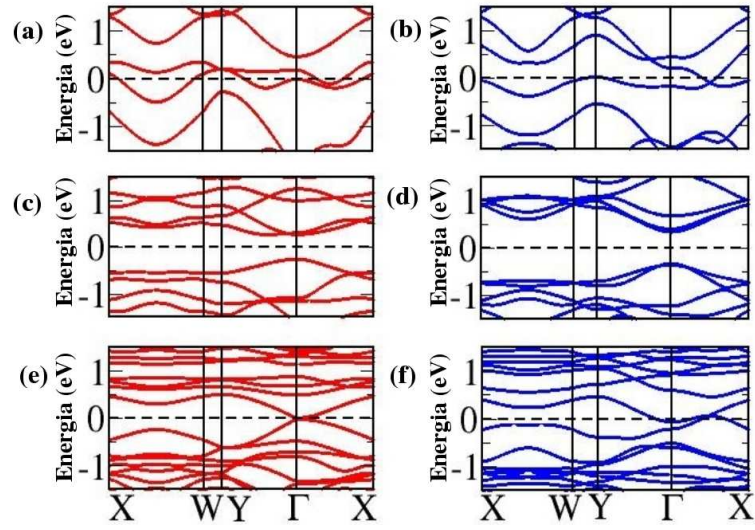 (a) Energia (eV) 1 0 -1
(b) Energia (eV) 1 0 -1
(c) Energia (eV) 1 0 -1
(d) Energia (eV) 1 0 -1
(e) Energia (eV) 1 0 -1
(f) Energia (eV) 1 0 -1
X W Y Γ X
X W Y Γ X